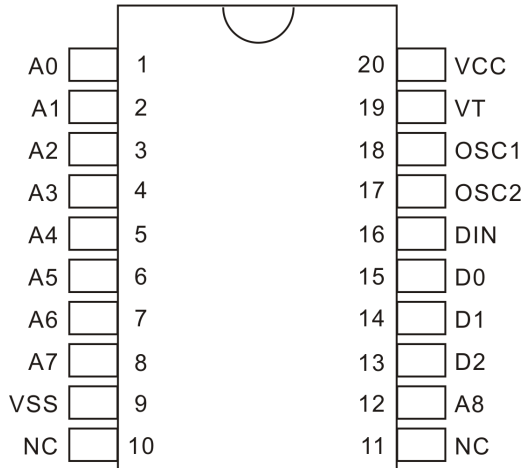 A0 1 20 VCC
A1 2 19 VT
A2 3 18 OSC1
A3 4 17 OSC2
A4 5 16 DIN
A5 6 15 D0
A6 7 14 D1
A7 8 13 D2
VSS 9 12 A8
NC 10 11 NC